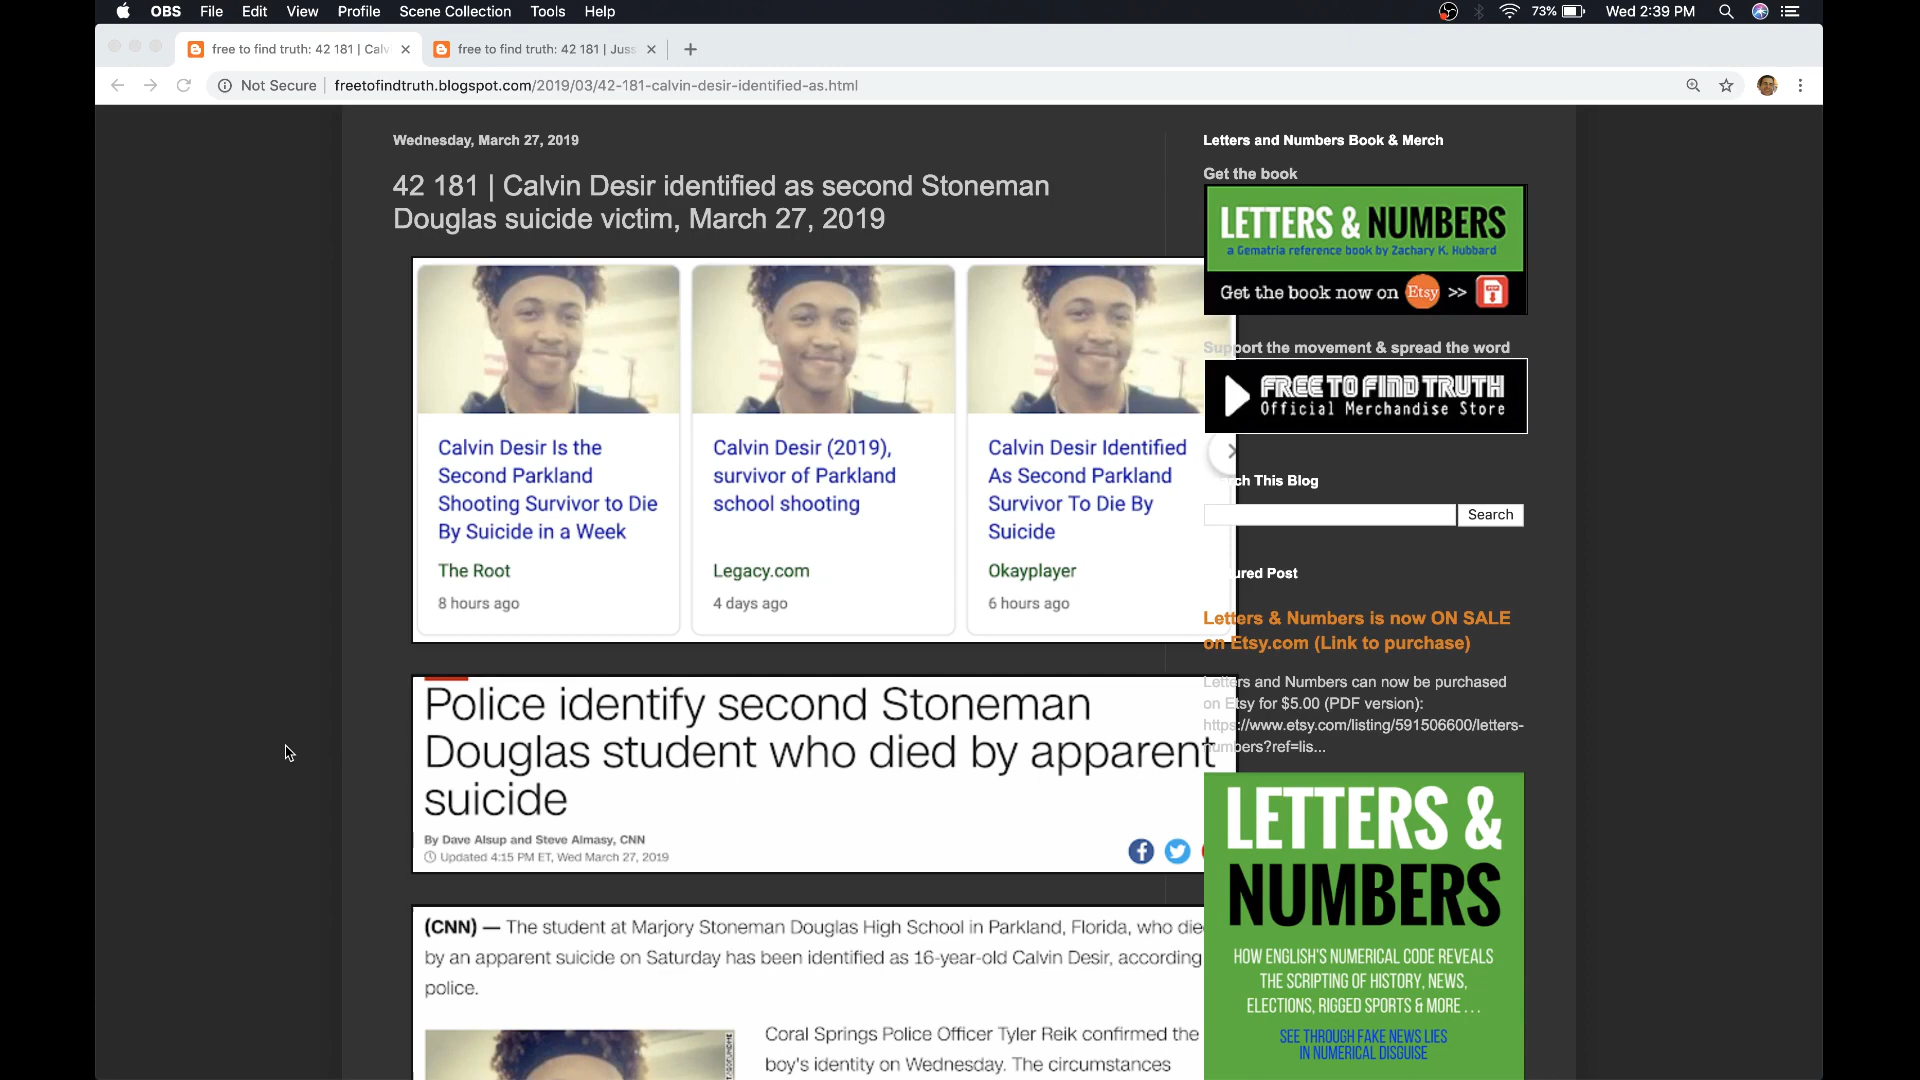 OBS File Edit View Profile Scene Collection Tools Help 73% Wed 2:39 PM
free to find truth: 42 181 | Calv free to find truth: 42 181 | Juss
Not Secure freetofindtruth.blogspot.com/2019/03/42-181-calvin-desir-identified-as.html
Wednesday, March 27, 2019
42 181 | Calvin Desir identified as second Stoneman
Douglas suicide victim, March 27, 2019
Calvin Desir Is the
Second Parkland
Shooting Survivor to Die
By Suicide in a Week
The Root
8 hours ago
Calvin Desir (2019),
survivor of Parkland
school shooting
Legacy.com
4 days ago
Calvin Desir Identified
As Second Parkland
Survivor To Die By
Suicide
Okayplayer
6 hours ago
Police identify second Stoneman
Douglas student who died by apparent
suicide
By Dave Alsup and Steve Almasy, CNN
Updated 4:15 PM ET, Wed March 27, 2019
(CNN) — The student at Marjory Stoneman Douglas High School in Parkland, Florida, who die
by an apparent suicide on Saturday has been identified as 16-year-old Calvin Desir, according
police.
Coral Springs Police Officer Tyler Reik confirmed the
boy's identity on Wednesday. The circumstances
Letters and Numbers Book & Merch
Get the book
LETTERS & NUMBERS
a Gematria reference book by Zachary K. Hubbard
Get the book now on Etsy >>
Support the movement & spread the word
FREE TO FIND TRUTH
Official Merchandise Store
ch This Blog
Search
ured Post
Letters & Numbers is now ON SALE
on Etsy.com (Link to purchase)
Letters and Numbers can now be purchased
on Etsy for $5.00 (PDF version):
https://www.etsy.com/listing/591506600/letters-
numbers?ref=lis...
LETTERS &
NUMBERS
HOW ENGLISH'S NUMERICAL CODE REVEALS
THE SCRIPTING OF HISTORY, NEWS,
ELECTIONS, RIGGED SPORTS & MORE . . .
SEE THROUGH FAKE NEWS LIES
IN NUMERICAL DISGUISE